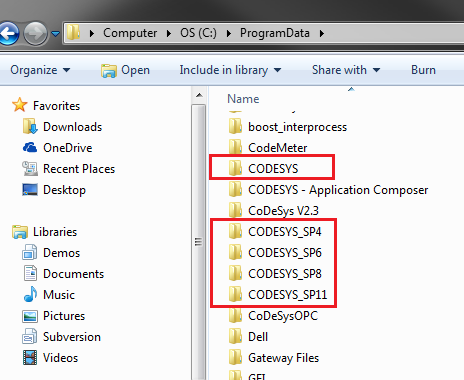 Computer OS (C:) ProgramData
Organize Open Include in library Share with Burn
Favorites
Downloads
OneDrive
Recent Places
Desktop
Libraries
Demos
Documents
Music
Pictures
Subversion
Videos
Name
boost_interprocess
CodeMeter
CODESYS
CODESYS - Application Composer
CoDeSys V2.3
CODESYS_SP4
CODESYS_SP6
CODESYS_SP8
CODESYS_SP11
CoDeSysOPC
Dell
Gateway Files